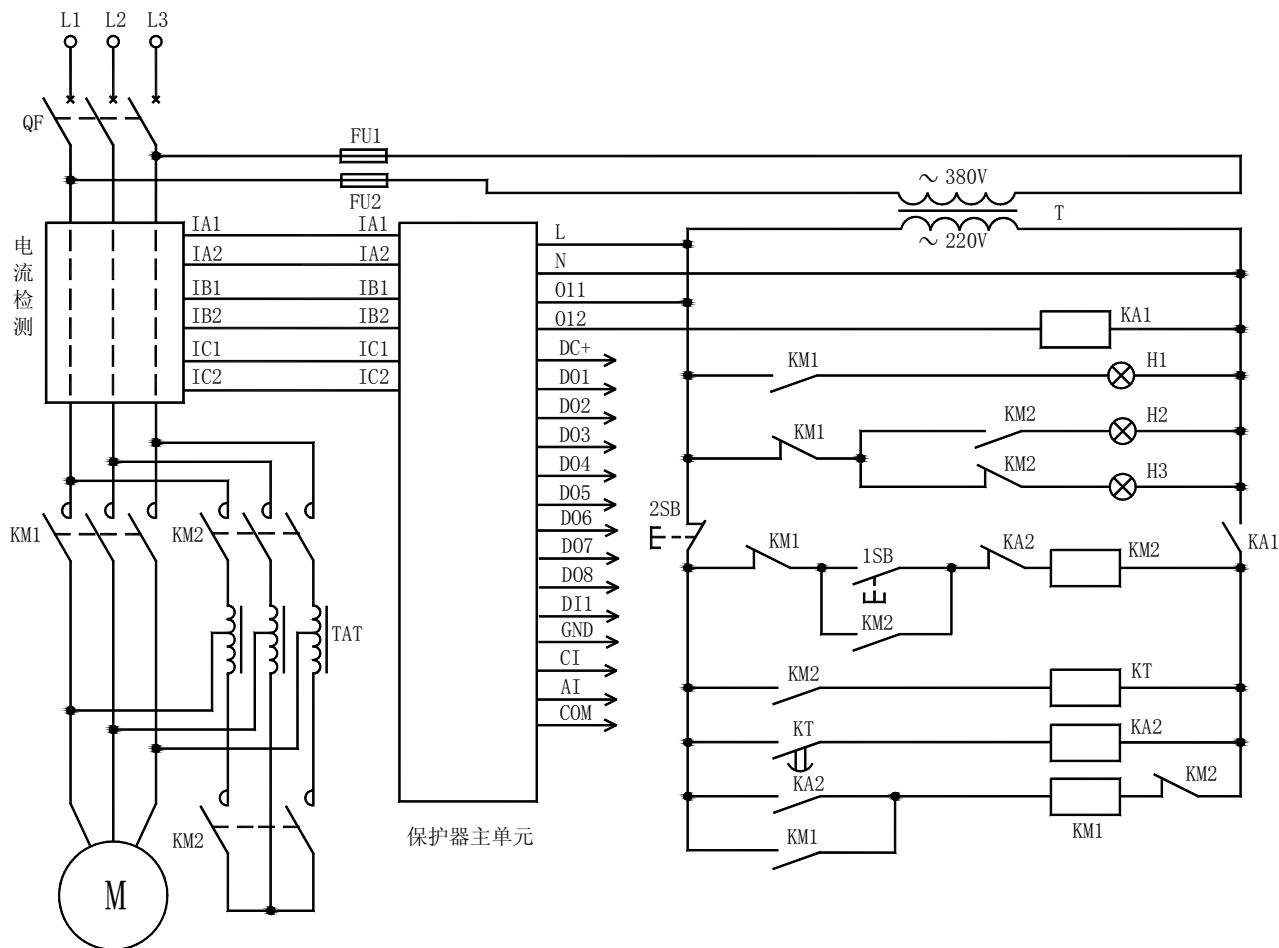 L1 L2 L3
QF
FU1
FU2
～380V
T
～220V
电流检测
IA1 IA1
IA2 IA2
IB1 IB1
IB2 IB2
IC1 IC1
IC2 IC2
L
N
O11
O12
DC+
DO1
DO2
DO3
DO4
DO5
DO6
DO7
DO8
DI1
GND
CI
AI
COM
保护器主单元
KA1
KM1 H1
KM2 H2
KM1
KM2 H3
2SB
KM1 1SB KA2 KM2 KA1
KM2
KM2 KT
KT KA2
KA2 KM2
KM1
KM1
KM1 KM2
TAT
KM2
M